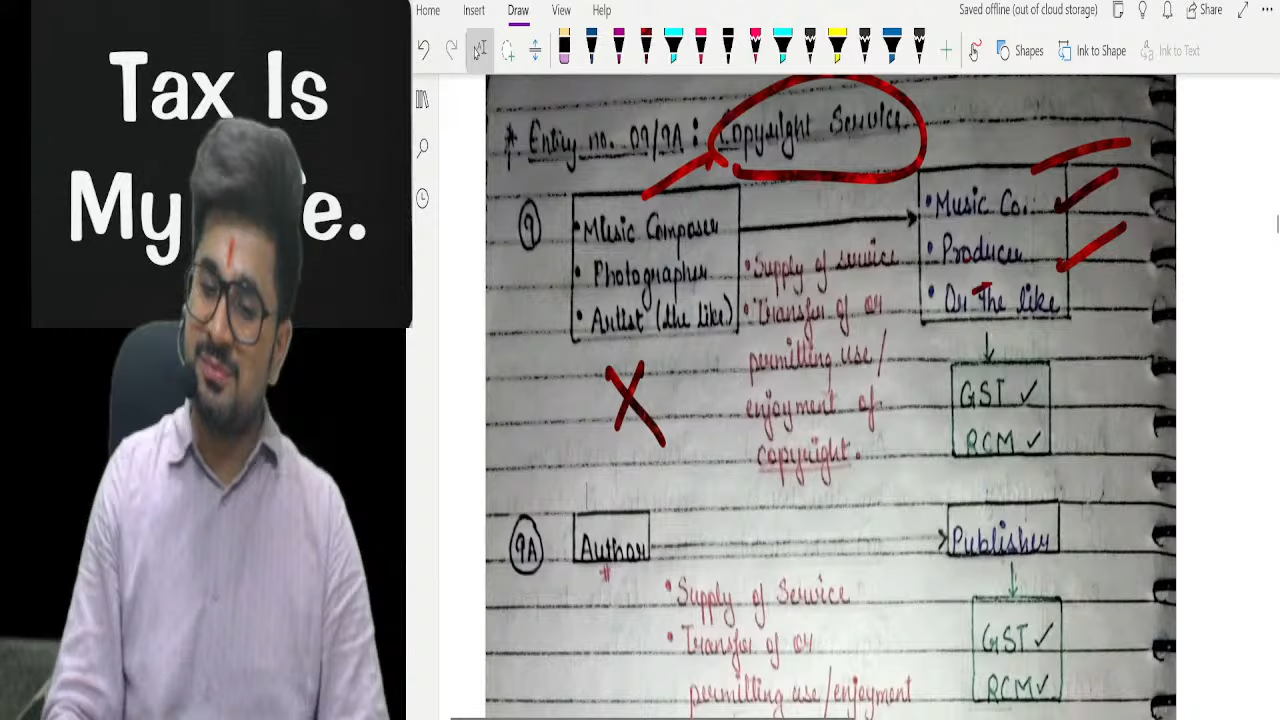 Tax Is
My
fe.
Home Insert Draw View Help
Saved offline (out of cloud storage)
Share
Shapes
Ink to Shape
Ink to Text
* Entry no. 09/9A: Copyright Service
9
• Music Composer
• Photographer
• Artist (the like)
• Supply of service
• Transfer of or
permitting use/
enjoyment of
copyright.
• Music Co.
• Producer
• Or the like
GST ✓
RCM ✓
9A
Author
#
• Supply of Service
• Transfer of or
permitting use/enjoyment
Publisher
GST ✓
RCM ✓